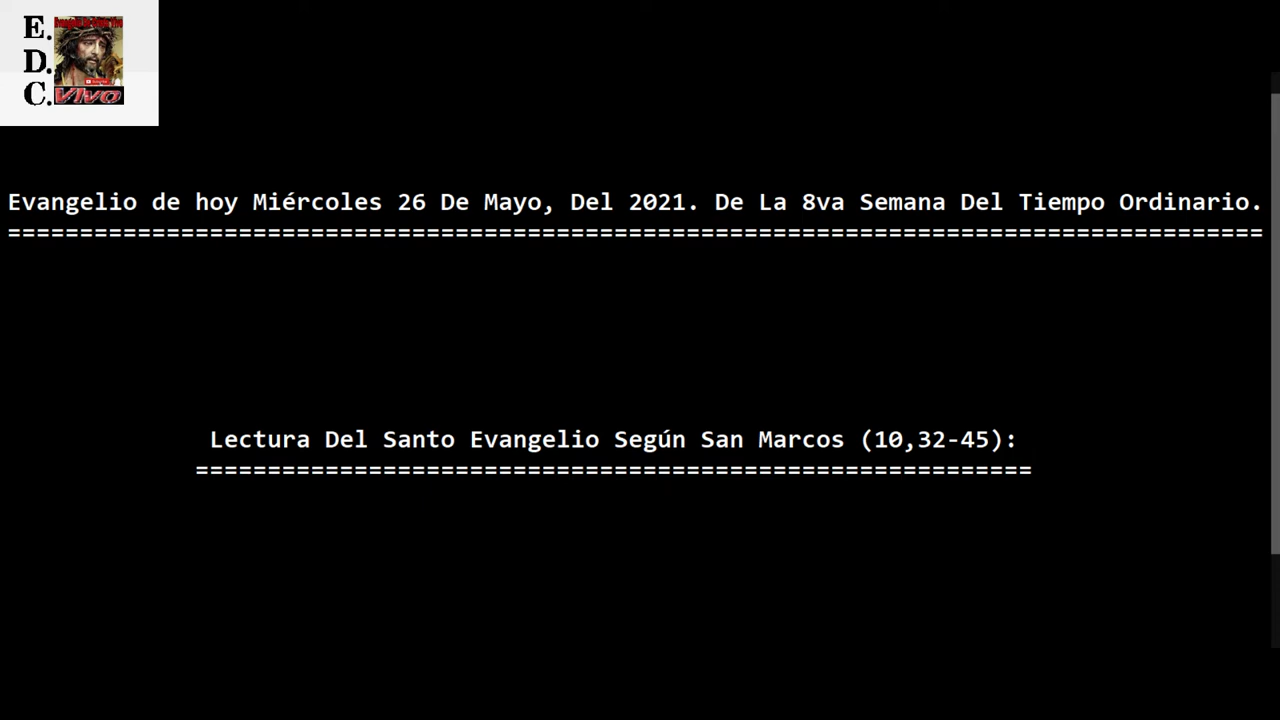 E.
D.
C.
Vivo
Evangelio de hoy Miércoles 26 De Mayo, Del 2021. De La 8va Semana Del Tiempo Ordinario.
=======================================================================================
Lectura Del Santo Evangelio Según San Marcos (10,32-45):
==========================================================